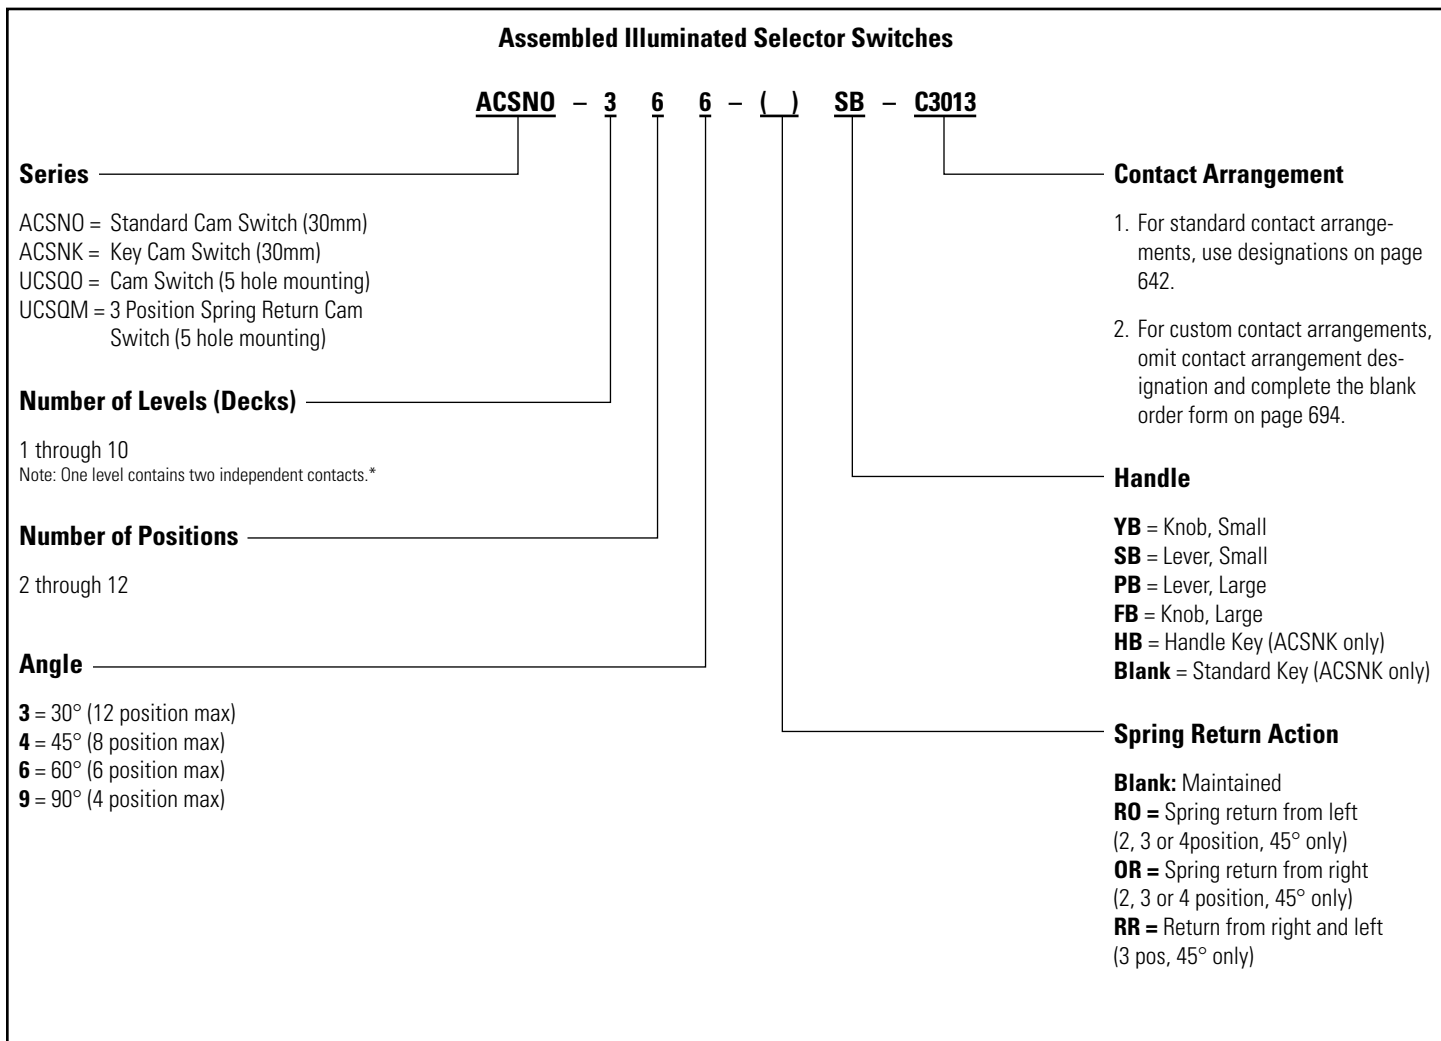 Assembled Illuminated Selector Switches
ACSNO – 3 6 6 – ( ) SB – C3013
Series
ACSNO = Standard Cam Switch (30mm)
ACSNK = Key Cam Switch (30mm)
UCSQO = Cam Switch (5 hole mounting)
UCSQM = 3 Position Spring Return Cam
Switch (5 hole mounting)
Number of Levels (Decks)
1 through 10
Note: One level contains two independent contacts.*
Number of Positions
2 through 12
Angle
3 = 30° (12 position max)
4 = 45° (8 position max)
6 = 60° (6 position max)
9 = 90° (4 position max)
Contact Arrangement
1. For standard contact arrange-
ments, use designations on page
642.
2. For custom contact arrangements,
omit contact arrangement des-
ignation and complete the blank
order form on page 694.
Handle
YB = Knob, Small
SB = Lever, Small
PB = Lever, Large
FB = Knob, Large
HB = Handle Key (ACSNK only)
Blank = Standard Key (ACSNK only)
Spring Return Action
Blank: Maintained
RO = Spring return from left
(2, 3 or 4position, 45° only)
OR = Spring return from right
(2, 3 or 4 position, 45° only)
RR = Return from right and left
(3 pos, 45° only)